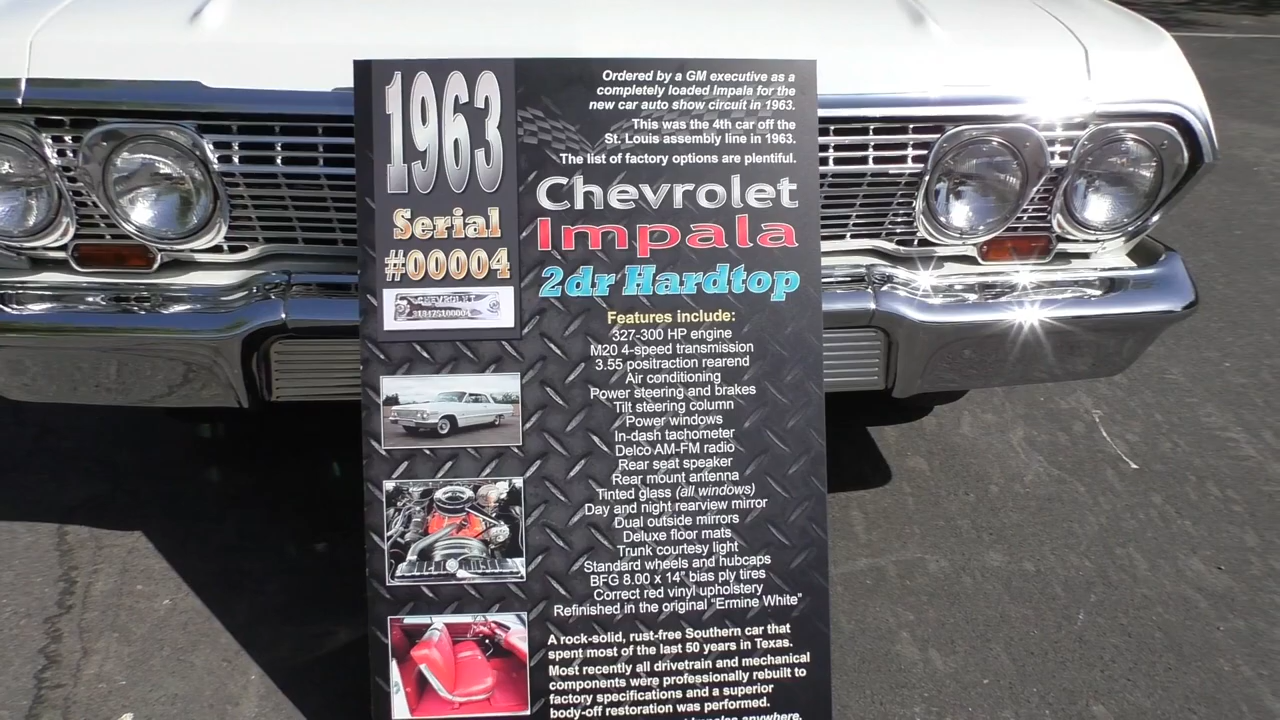 1963
Serial
#00004
CHEVROLET
Ordered by a GM executive as a
completely loaded Impala for the
new car auto show circuit in 1963.
This was the 4th car off the
St. Louis assembly line in 1963.
The list of factory options are plentiful.
Chevrolet
Impala
2dr Hardtop
Features include:
327-300 HP engine
M20 4-speed transmission
3.55 positraction rearend
Air conditioning
Power steering and brakes
Tilt steering column
Power windows
In-dash tachometer
Delco AM-FM radio
Rear seat speaker
Rear mount antenna
Tinted glass (all windows)
Day and night rearview mirror
Dual outside mirrors
Deluxe floor mats
Trunk courtesy light
Standard wheels and hubcaps
BFG 8.00 x 14" bias ply tires
Correct red vinyl upholstery
Refinished in the original "Ermine White"
A rock-solid, rust-free Southern car that
spent most of the last 50 years in Texas.
Most recently all drivetrain and mechanical
components were professionally rebuilt to
factory specifications and a superior
body-off restoration was performed.
Impalas anywhere.